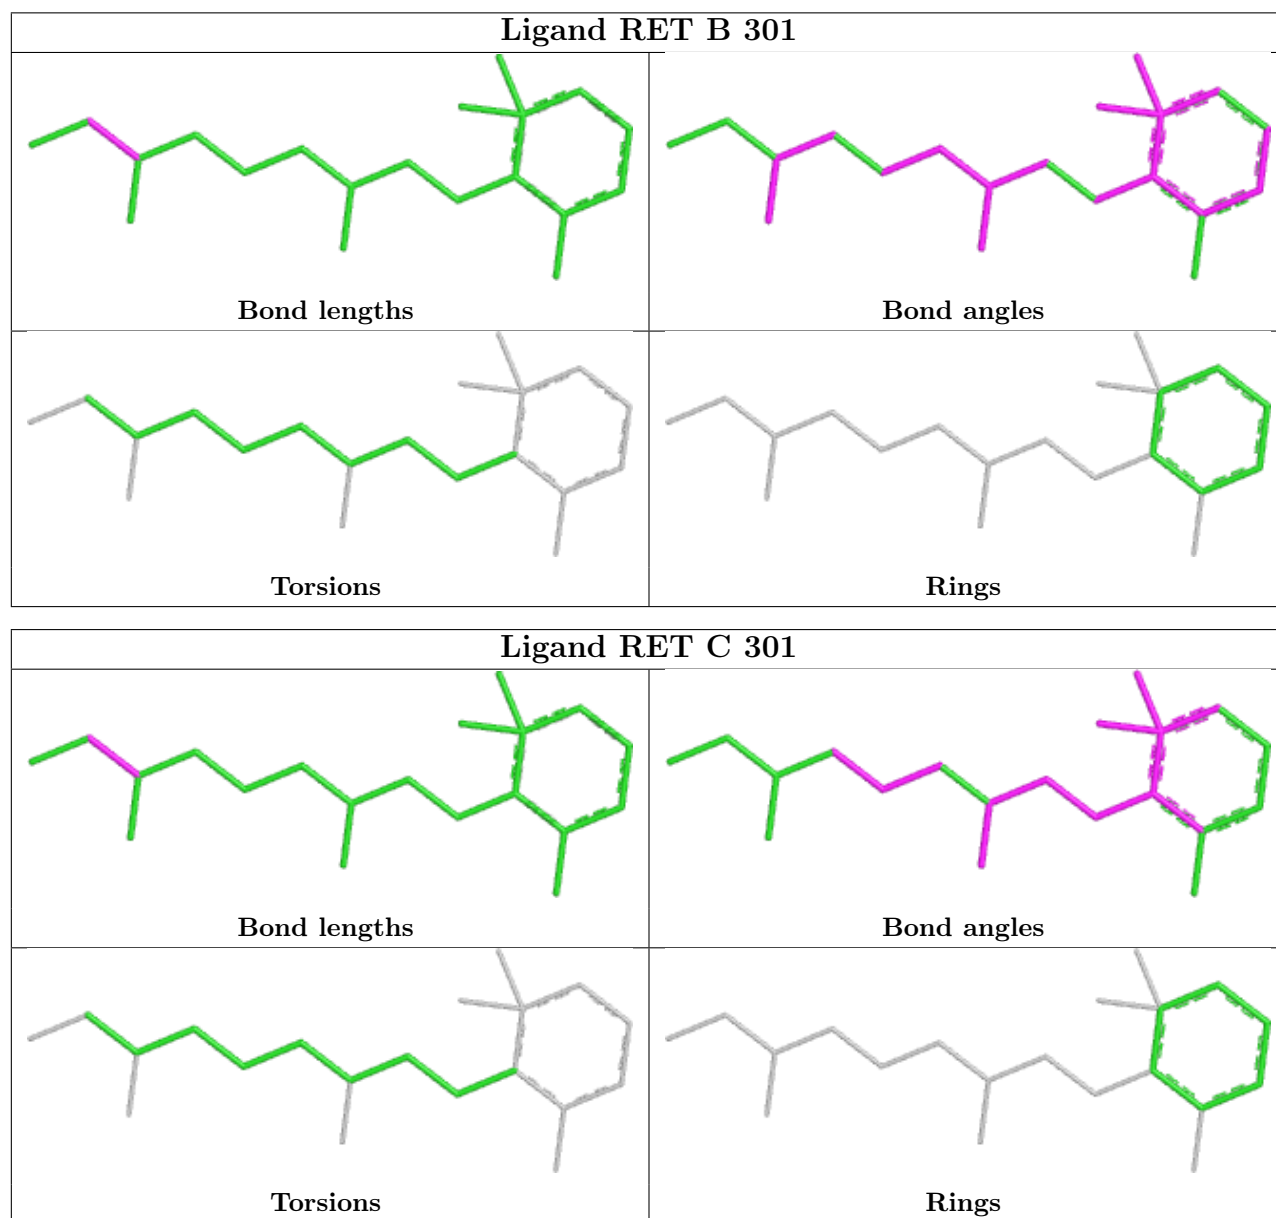 Ligand RET B 301
Bond lengths
Bond angles
Torsions
Rings
Ligand RET C 301
Bond lengths
Bond angles
Torsions
Rings